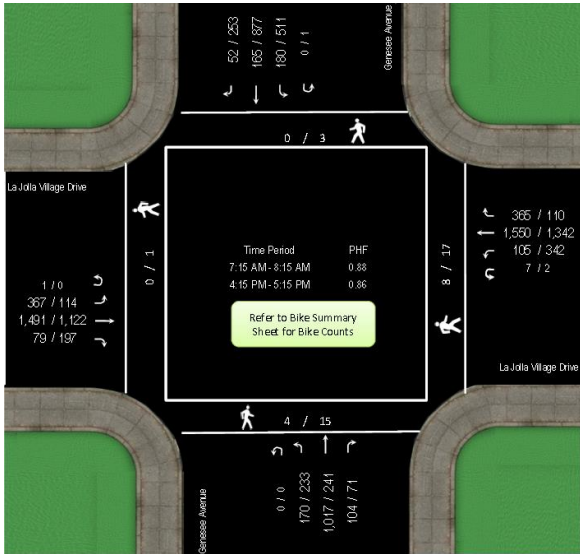 52 / 253
165 / 877
180 / 511
0 / 1
Genesee Avenue
0 / 3
La Jolla Village Drive
0 / 1
1 / 0
367 / 114
1,491 / 1,122
79 / 197
Time Period PHF
7:15 AM - 8:15 AM 0.88
4:15 PM - 5:15 PM 0.86
Refer to Bike Summary
Sheet for Bike Counts
8 / 17
365 / 110
1,550 / 1,342
105 / 342
7 / 2
La Jolla Village Drive
4 / 15
Genesee Avenue
0 / 0
170 / 233
1,017 / 241
104 / 71